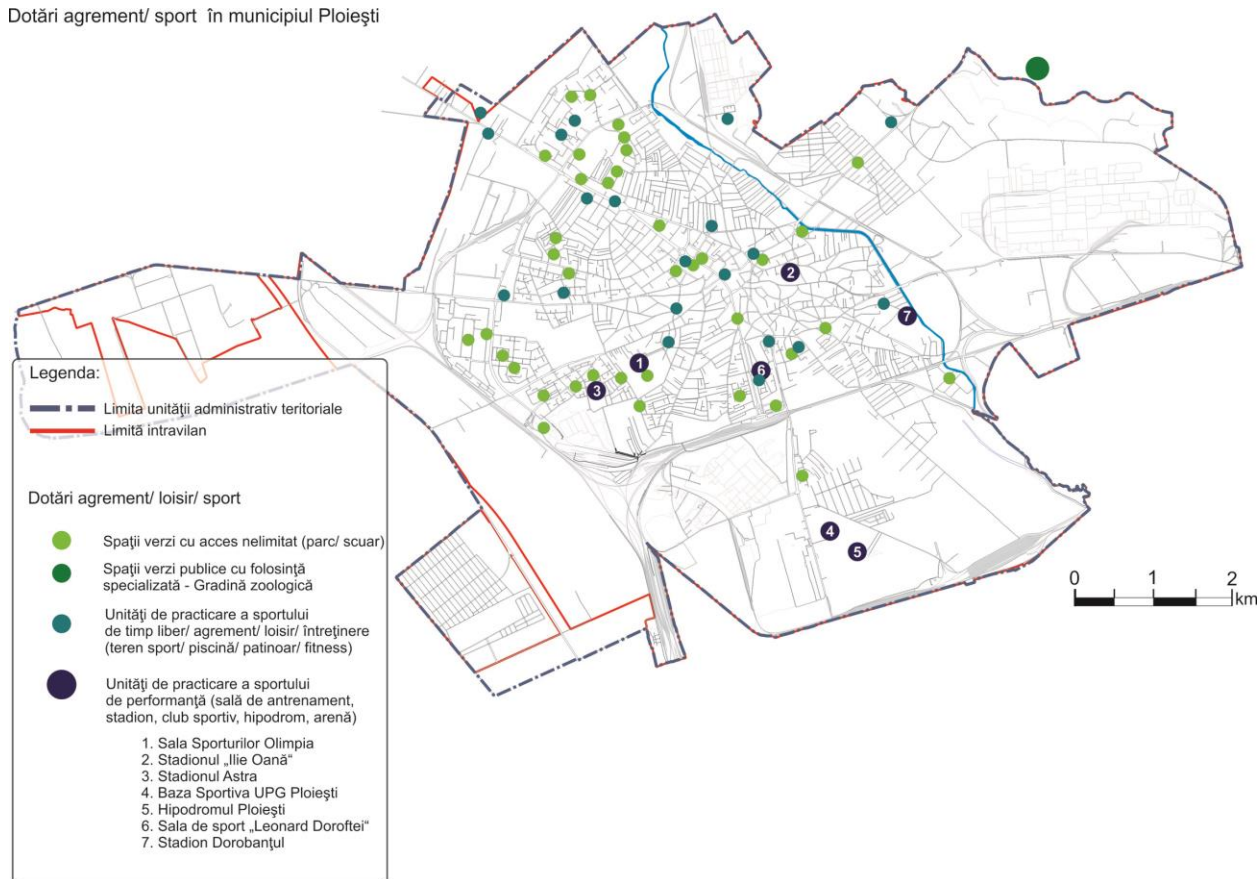 Dotări agrement/ sport în municipiul Ploieşti
2
7
1
6
3
4
5
0 1 2
km
Legenda:
Limita unităţii administrativ teritoriale
Limită intravilan
Dotări agrement/ loisir/ sport
Spaţii verzi cu acces nelimitat (parc/ scuar)
Spaţii verzi publice cu folosinţă
specializată - Gradină zoologică
Unităţi de practicare a sportului
de timp liber/ agrement/ loisir/ întreţinere
(teren sport/ piscină/ patinoar/ fitness)
Unităţi de practicare a sportului
de performanţă (sală de antrenament,
stadion, club sportiv, hipodrom, arenă)
1. Sala Sporturilor Olimpia
2. Stadionul „Ilie Oană“
3. Stadionul Astra
4. Baza Sportiva UPG Ploieşti
5. Hipodromul Ploieşti
6. Sala de sport „Leonard Doroftei“
7. Stadion Dorobanţul